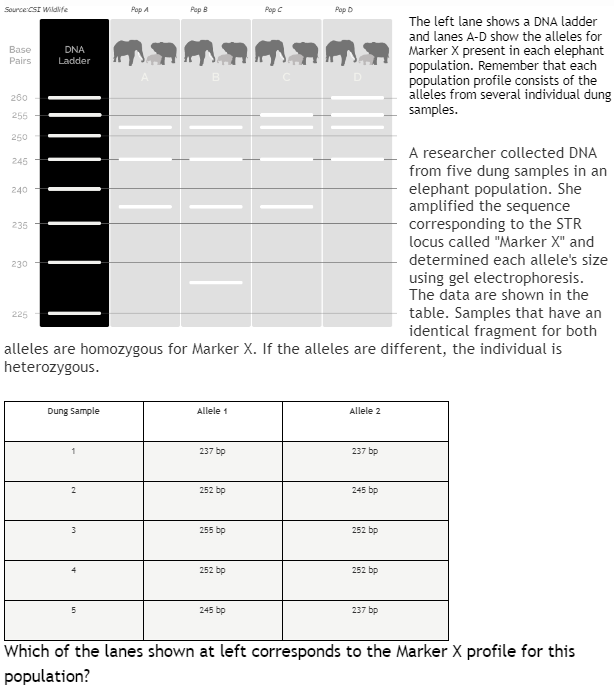 Source:CSI Wildlife
Pop A
Pop B
Pop C
Pop D
Base
Pairs
DNA
Ladder
A
B
C
D
260
255
250
245
240
235
230
225
The left lane shows a DNA ladder
and lanes A-D show the alleles for
Marker X present in each elephant
population. Remember that each
population profile consists of the
alleles from several individual dung
samples.
A researcher collected DNA
from five dung samples in an
elephant population. She
amplified the sequence
corresponding to the STR
locus called "Marker X" and
determined each allele's size
using gel electrophoresis.
The data are shown in the
table. Samples that have an
identical fragment for both
alleles are homozygous for Marker X. If the alleles are different, the individual is
heterozygous.
Dung Sample Allele 1 Allele 2
1 237 bp 237 bp
2 252 bp 245 bp
3 255 bp 252 bp
4 252 bp 252 bp
5 245 bp 237 bp
Which of the lanes shown at left corresponds to the Marker X profile for this
population?